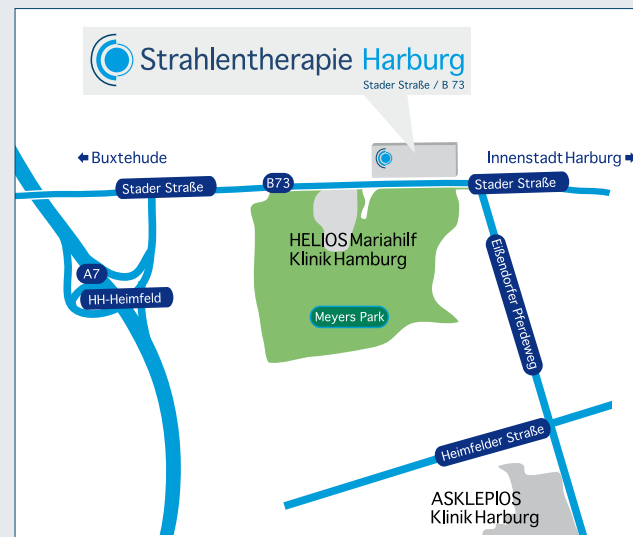 Strahlentherapie Harburg
Stader Straße / B 73
Buxtehude
Innenstadt Harburg
Stader Straße
B73
Stader Straße
HELIOS Mariahilf
Klinik Hamburg
Eißendorfer Pferdeweg
A7
HH-Heimfeld
Meyers Park
Heimfelder Straße
ASKLEPIOS
Klinik Harburg